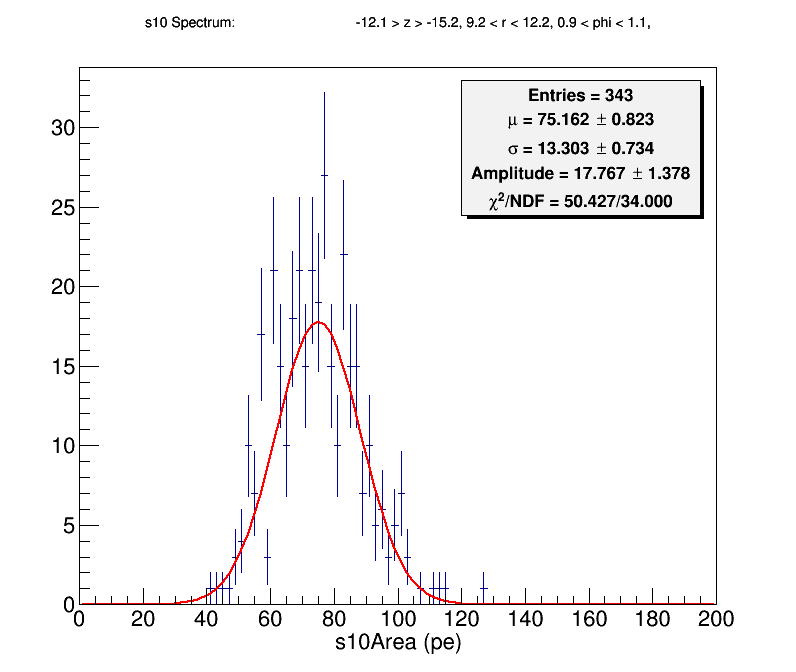 s10 Spectrum: -12.1 > z > -15.2, 9.2 < r < 12.2, 0.9 < phi < 1.1,
Entries = 343
μ = 75.162 ± 0.823
σ = 13.303 ± 0.734
Amplitude = 17.767 ± 1.378
χ²/NDF = 50.427/34.000
30
25
20
15
10
5
0
0 20 40 60 80 100 120 140 160 180 200
s10Area (pe)